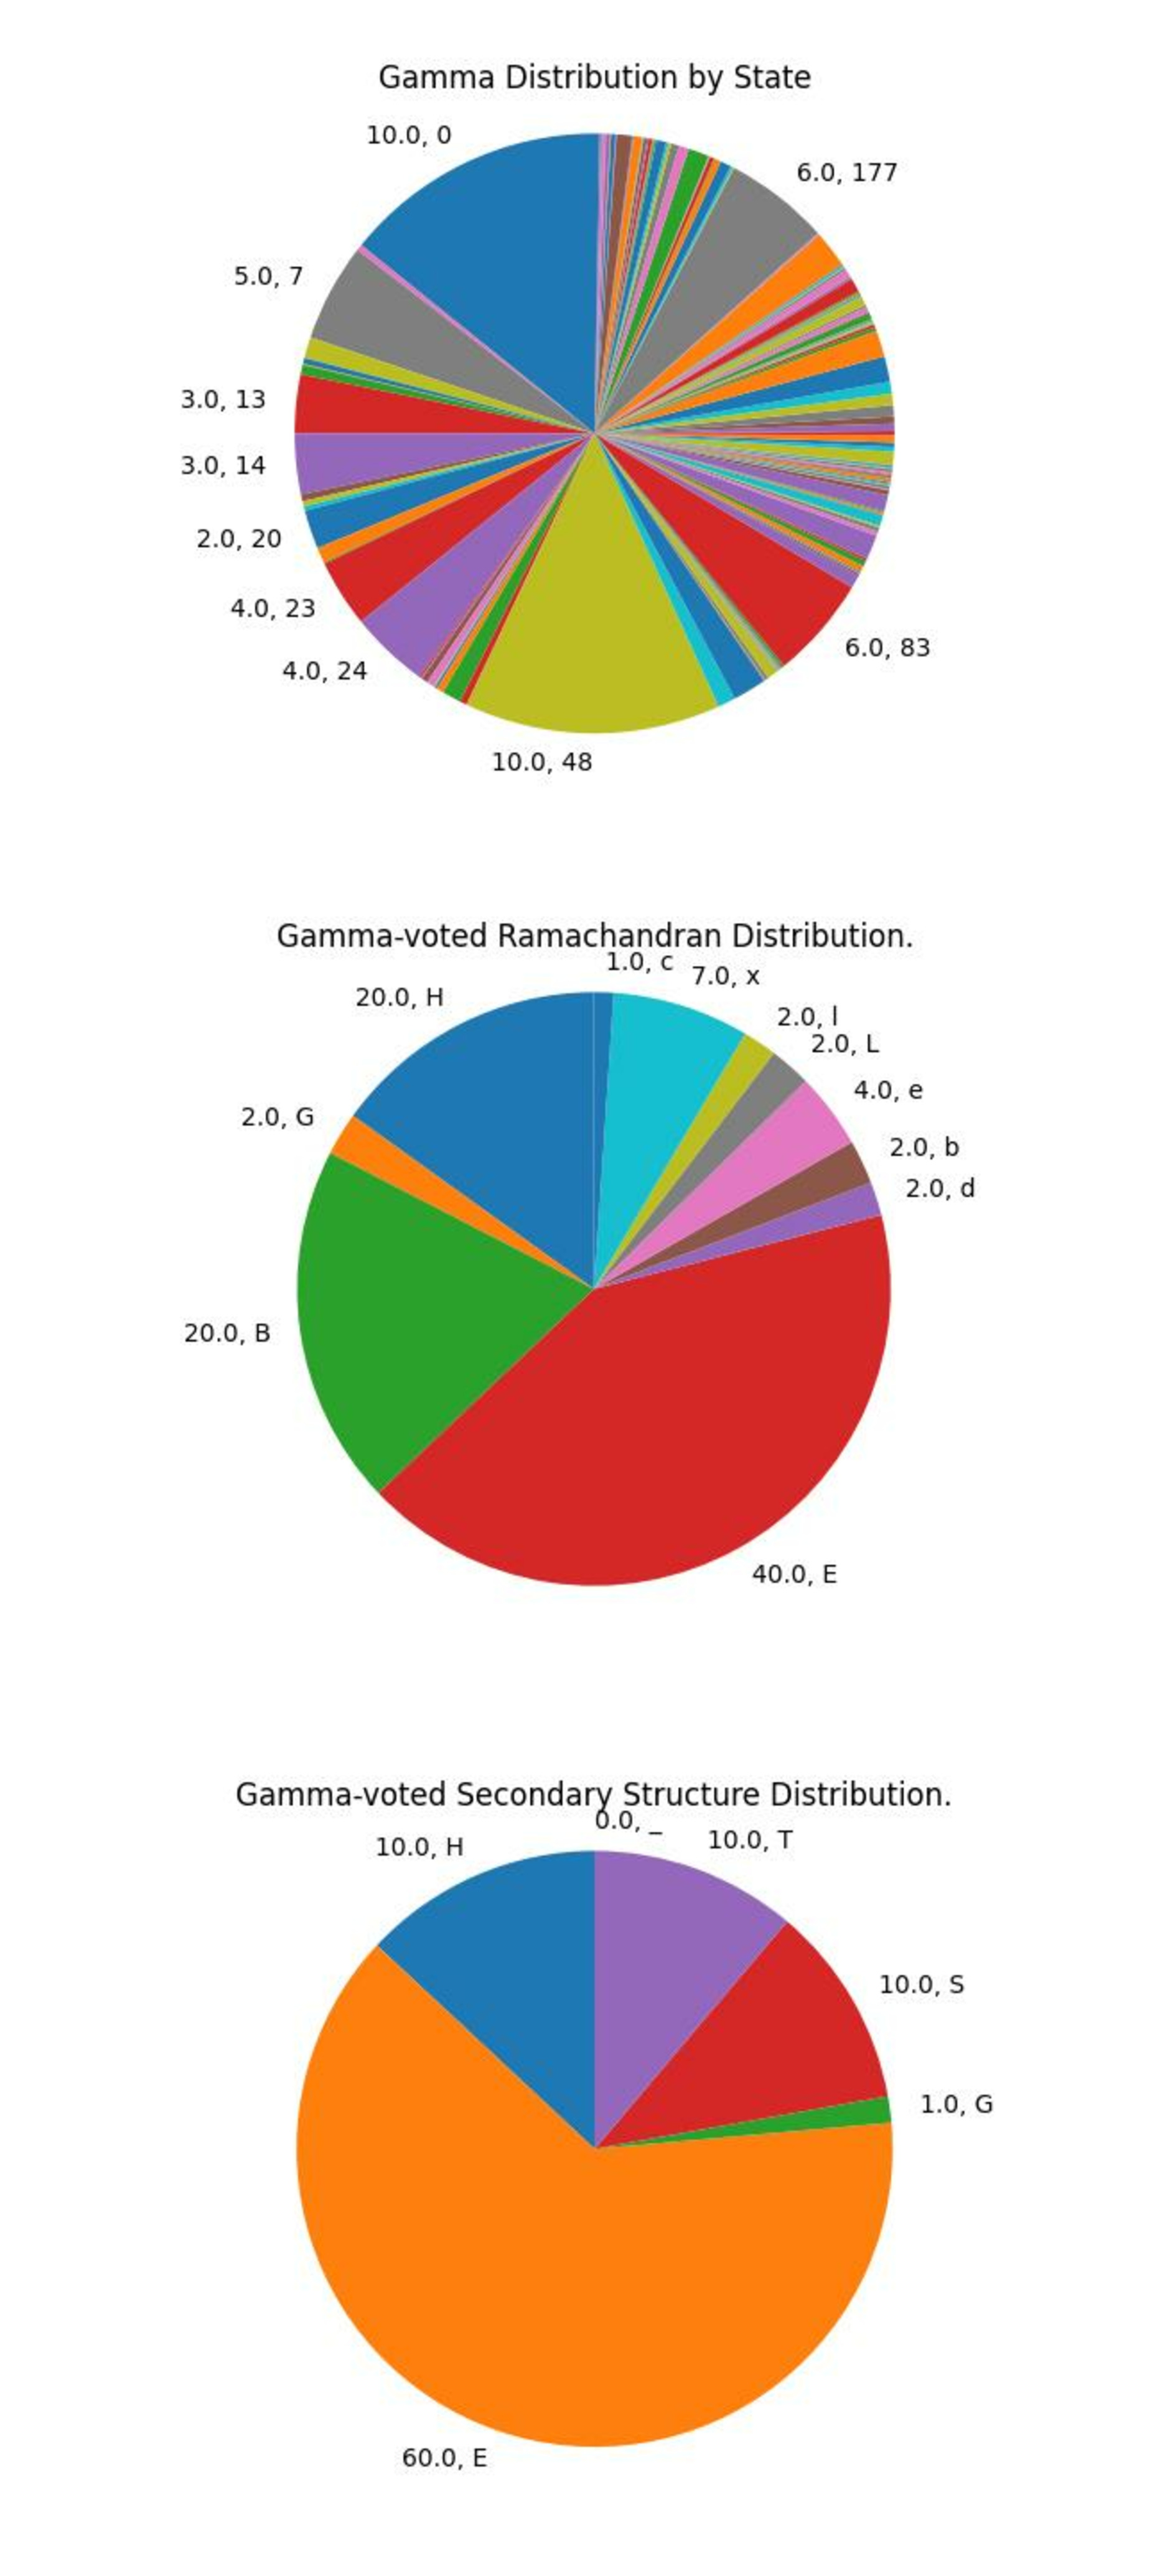 Gamma Distribution by State
10.0, 0
6.0, 177
5.0, 7
3.0, 13
3.0, 14
2.0, 20
4.0, 23
4.0, 24
6.0, 83
10.0, 48
Gamma-voted Ramachandran Distribution.
1.0, c
7.0, x
20.0, H
2.0, l
2.0, L
4.0, e
2.0, G
2.0, b
2.0, d
20.0, B
40.0, E
Gamma-voted Secondary Structure Distribution.
0.0, _
10.0, T
10.0, H
10.0, S
1.0, G
60.0, E